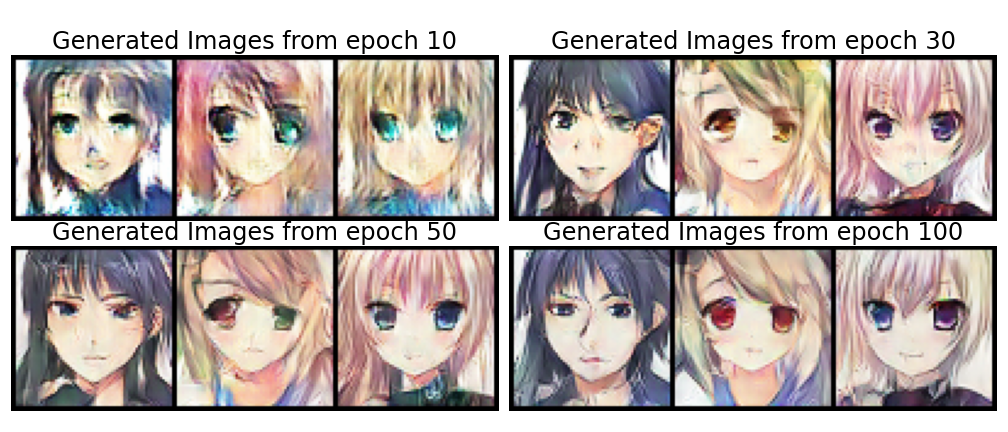 Generated Images from epoch 10
Generated Images from epoch 30
Generated Images from epoch 50
Generated Images from epoch 100